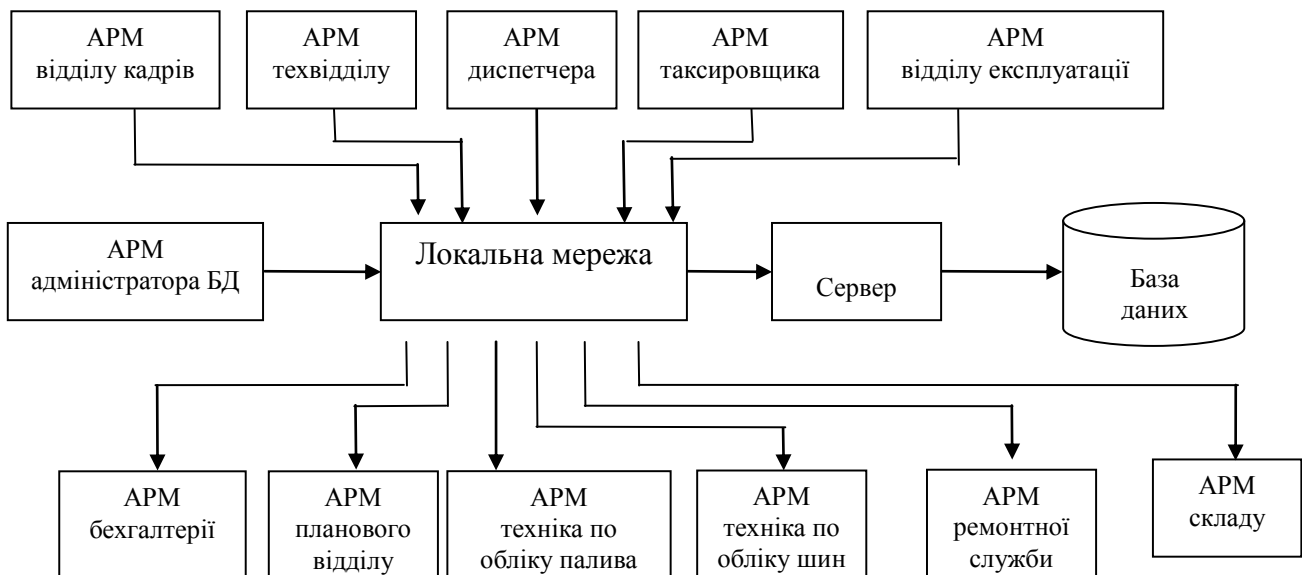 АРМ
відділу кадрів
АРМ
техвідділу
АРМ
диспетчера
АРМ
таксировщика
АРМ
відділу експлуатації
АРМ
адміністратора БД
Локальна мережа
Сервер
База
даних
АРМ
бехгалтерії
АРМ
планового
відділу
АРМ
техніка по
обліку палива
АРМ
техніка по
обліку шин
АРМ
ремонтної
служби
АРМ
складу